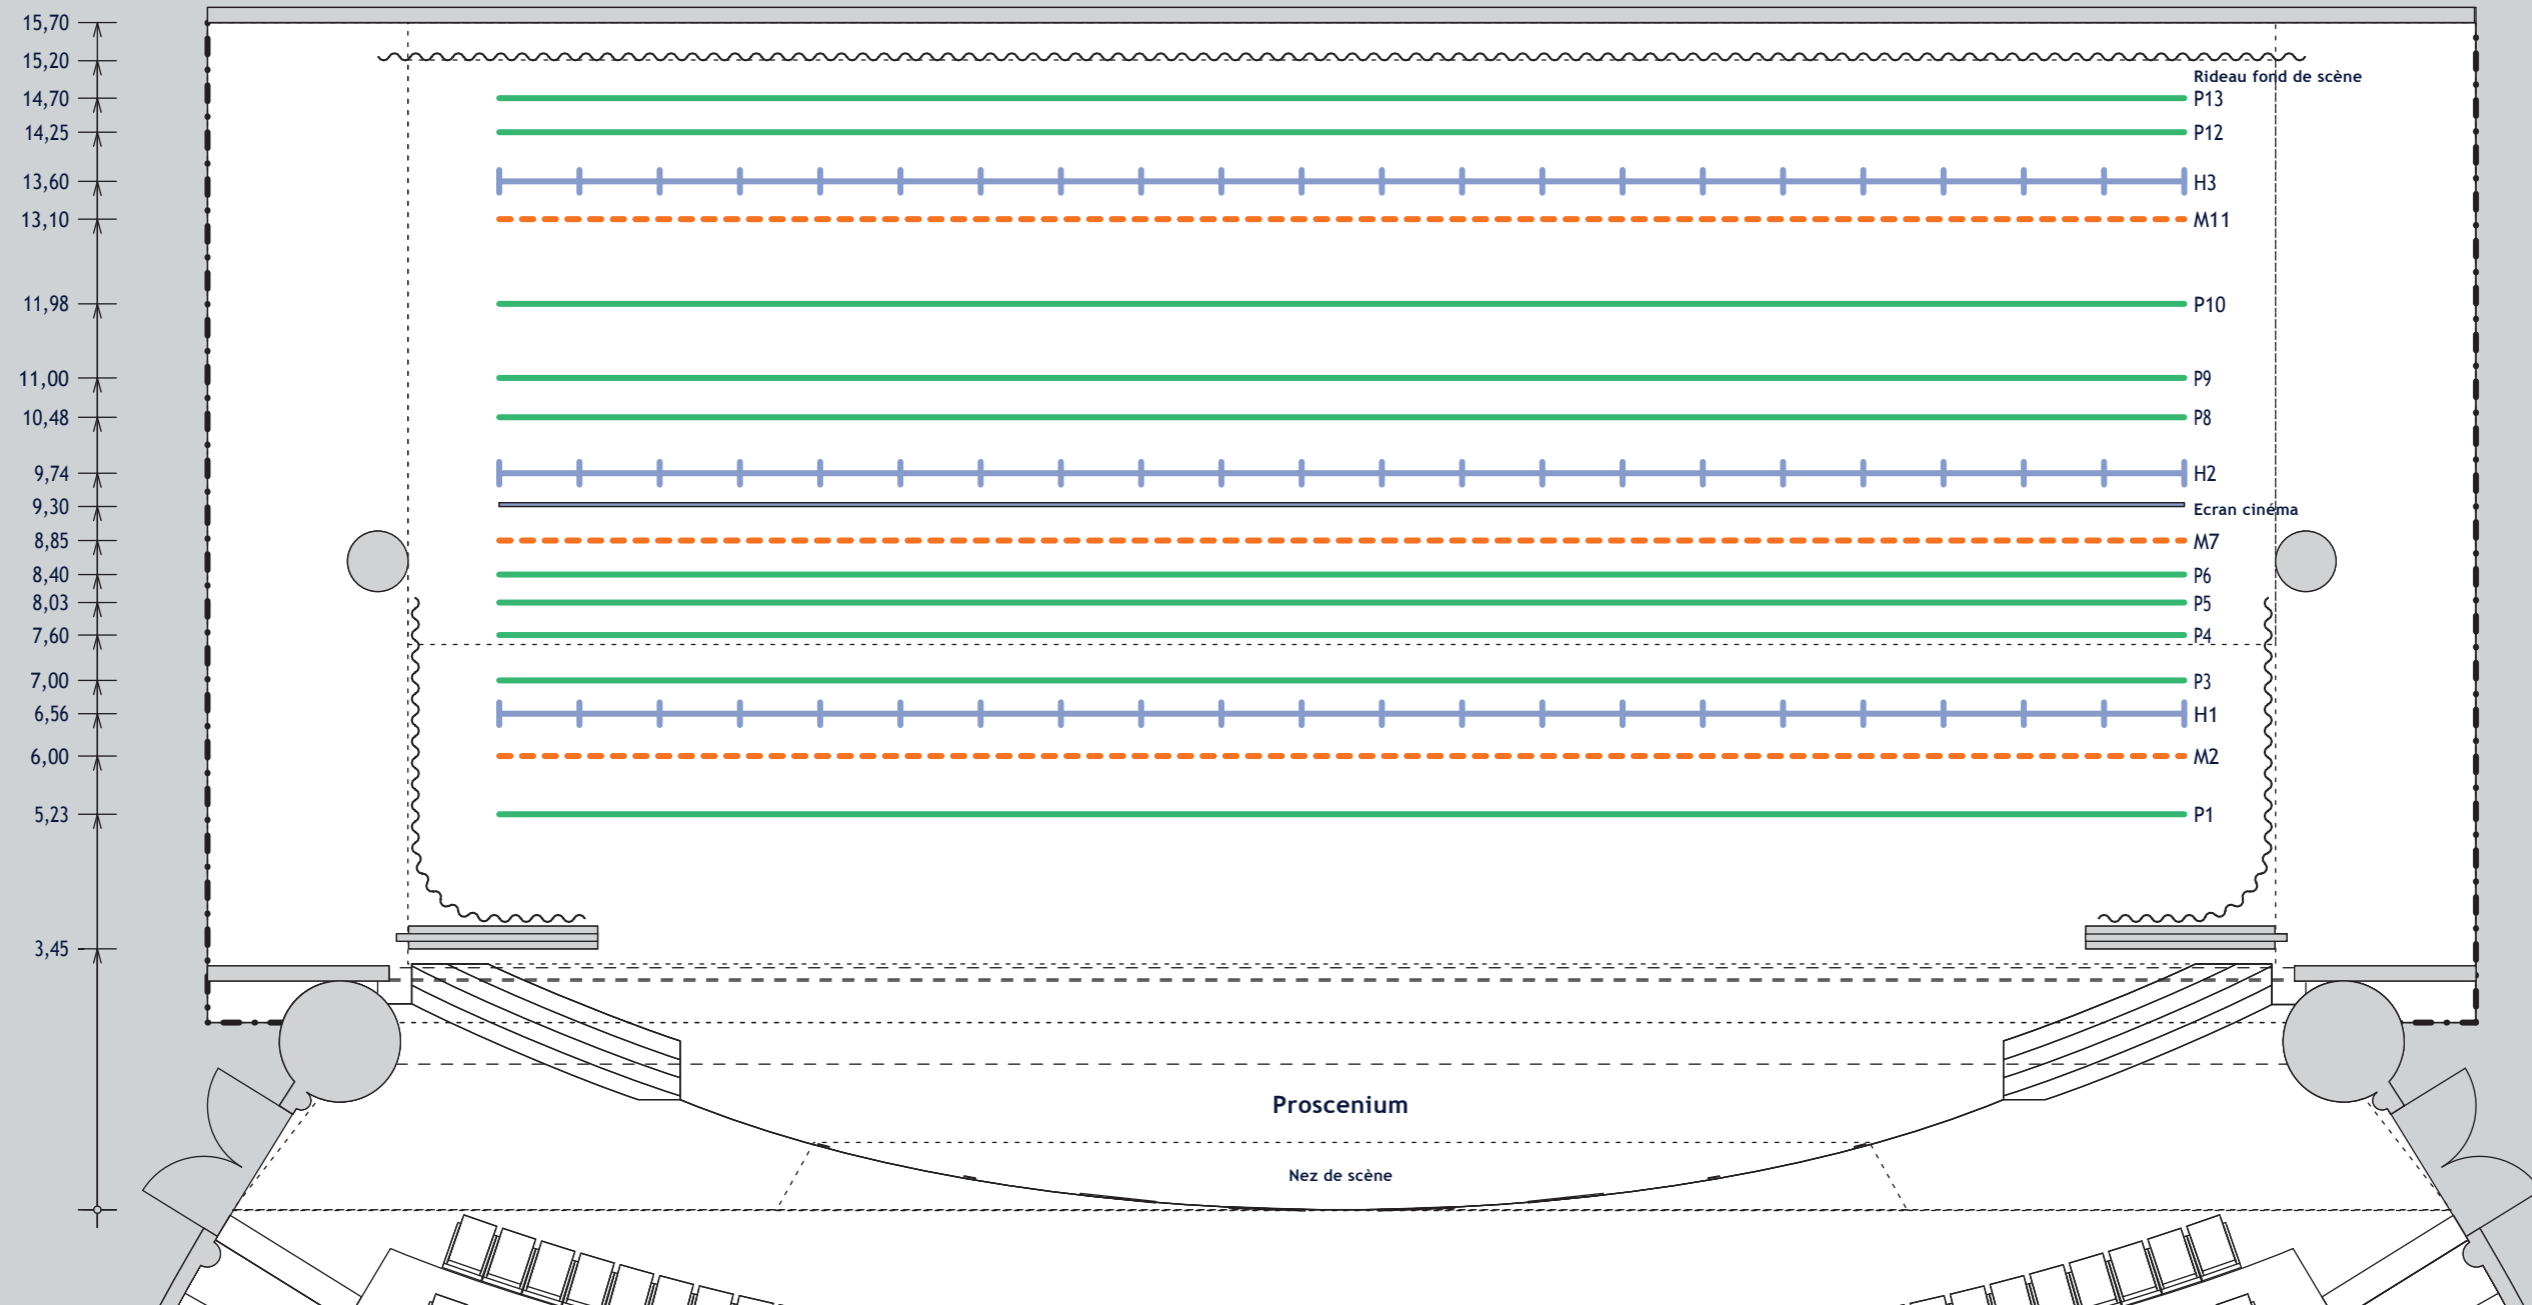 15,70
15,20
Rideau fond de scène
14,70 P13
14,25 P12
13,60 H3
13,10 M11
11,98 P10
11,00 P9
10,48 P8
9,74 H2
9,30 Ecran cinéma
8,85 M7
8,40 P6
8,03 P5
7,60 P4
7,00 P3
6,56 H1
6,00 M2
5,23 P1
3,45
Proscenium
Nez de scène